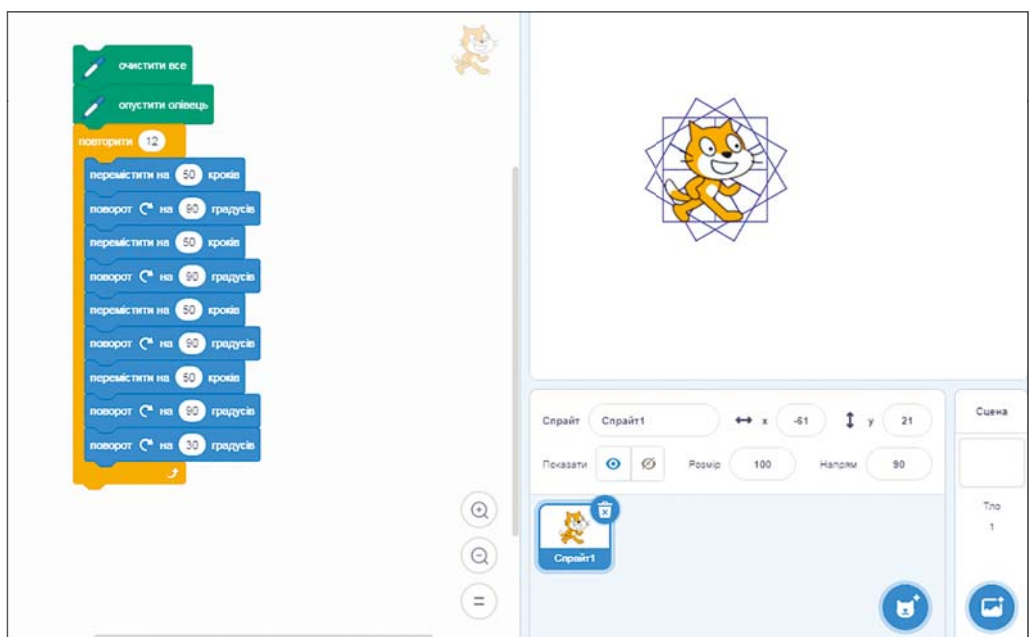 очистити все
опустити олівець
повторити 12
перемістити на 50 кроків
поворот на 90 градусів
перемістити на 50 кроків
поворот на 90 градусів
перемістити на 50 кроків
поворот на 90 градусів
перемістити на 50 кроків
поворот на 90 градусів
поворот на 30 градусів
Спрайт Спрайт1 x -61 y 21
Показати Розмір 100 Напрям 90
Спрайт1
Сцена
Тло
1